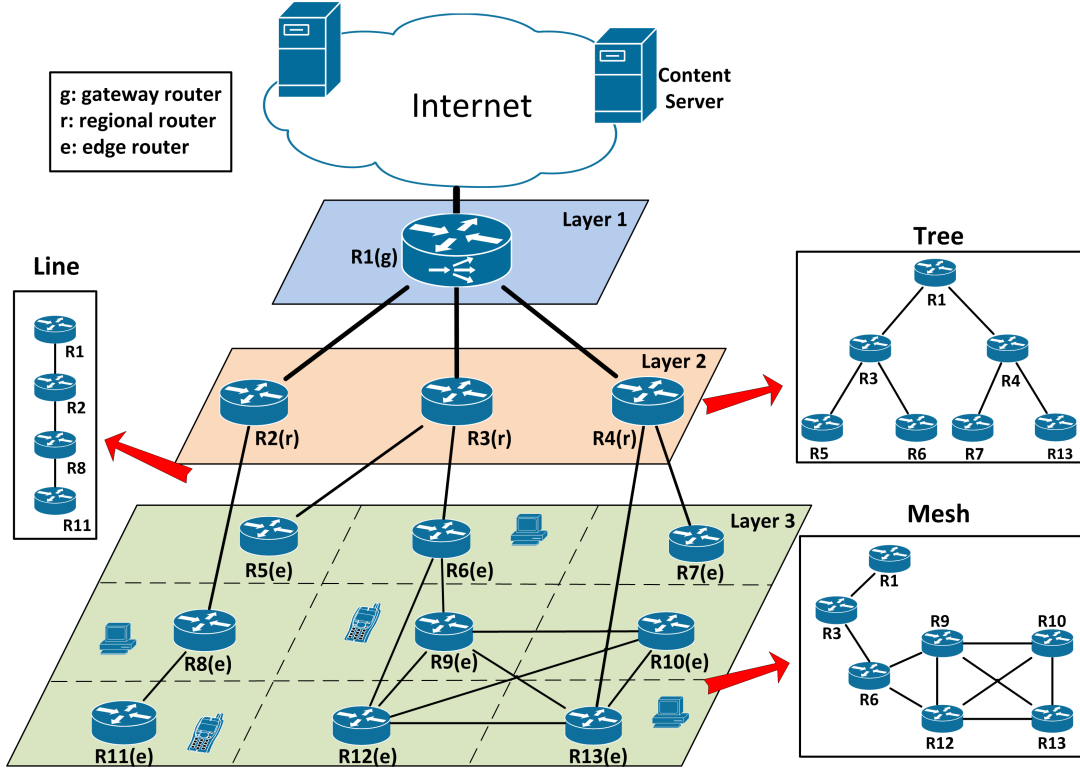 Internet
Content
Server
g: gateway router
r: regional router
e: edge router
Layer 1
R1(g)
Line
R1
R2
R8
R11
Layer 2
R2(r)
R3(r)
R4(r)
Tree
R1
R3
R4
R5
R6
R7
R13
Layer 3
R5(e)
R6(e)
R7(e)
R8(e)
R9(e)
R10(e)
R11(e)
R12(e)
R13(e)
Mesh
R1
R3
R9
R10
R6
R12
R13